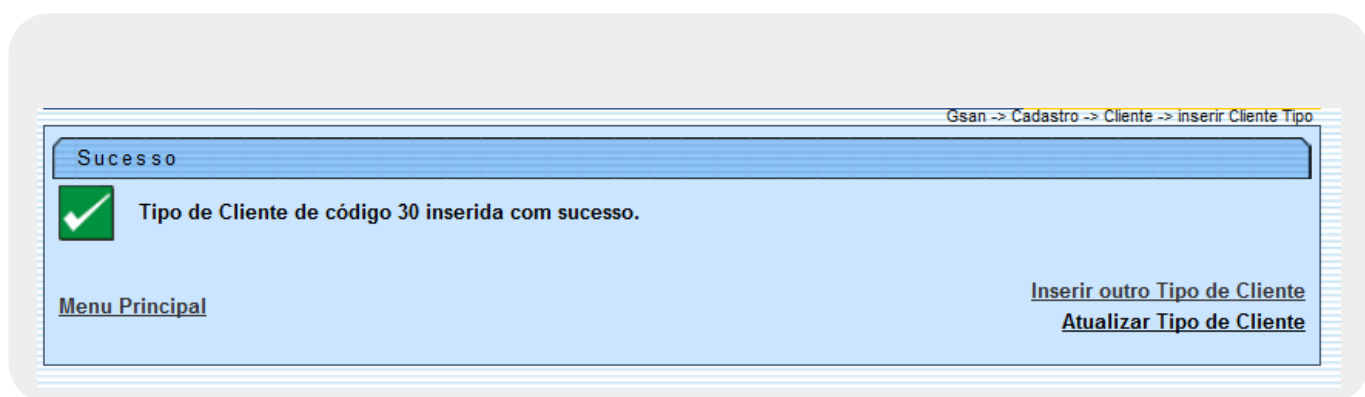 Gsan -> Cadastro -> Cliente -> inserir Cliente Tipo
Sucesso
Tipo de Cliente de código 30 inserida com sucesso.
Inserir outro Tipo de Cliente
Menu Principal
Atualizar Tipo de Cliente